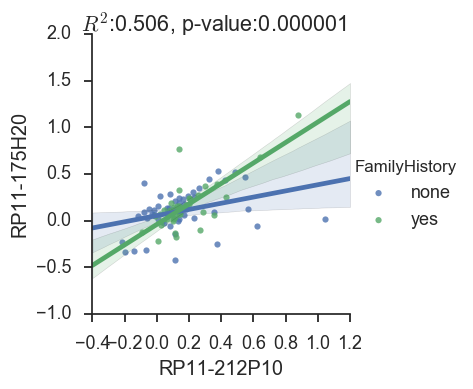 R²:0.506, p-value:0.000001
2.0
1.5
1.0
0.5
0.0
−0.5
−1.0
RP11-175H20
−0.4−0.2 0.0 0.2 0.4 0.6 0.8 1.0 1.2
RP11-212P10
FamilyHistory
none
yes